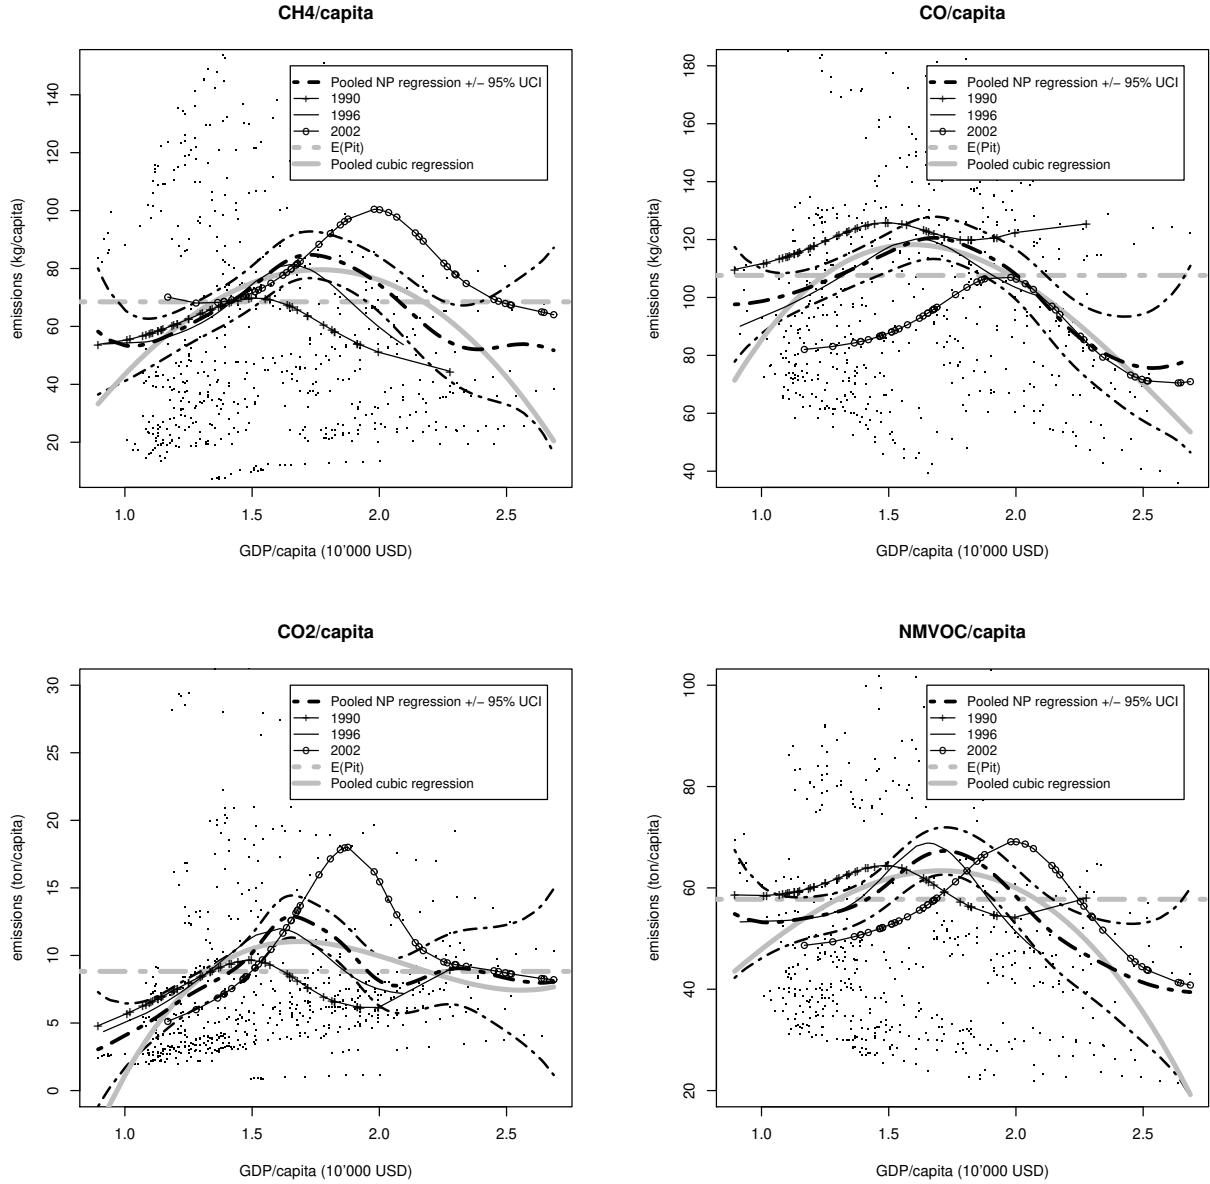 CH4/capita
emissions (kg/capita)
140
120
100
80
60
40
20
Pooled NP regression +/− 95% UCI
1990
1996
2002
E(Pit)
Pooled cubic regression
1.0 1.5 2.0 2.5
GDP/capita (10'000 USD)
CO/capita
emissions (kg/capita)
180
160
140
120
100
80
60
40
Pooled NP regression +/− 95% UCI
1990
1996
2002
E(Pit)
Pooled cubic regression
1.0 1.5 2.0 2.5
GDP/capita (10'000 USD)
CO2/capita
emissions (ton/capita)
30
25
20
15
10
5
0
Pooled NP regression +/− 95% UCI
1990
1996
2002
E(Pit)
Pooled cubic regression
1.0 1.5 2.0 2.5
GDP/capita (10'000 USD)
NMVOC/capita
emissions (kg/capita)
100
80
60
40
20
Pooled NP regression +/− 95% UCI
1990
1996
2002
E(Pit)
Pooled cubic regression
1.0 1.5 2.0 2.5
GDP/capita (10'000 USD)